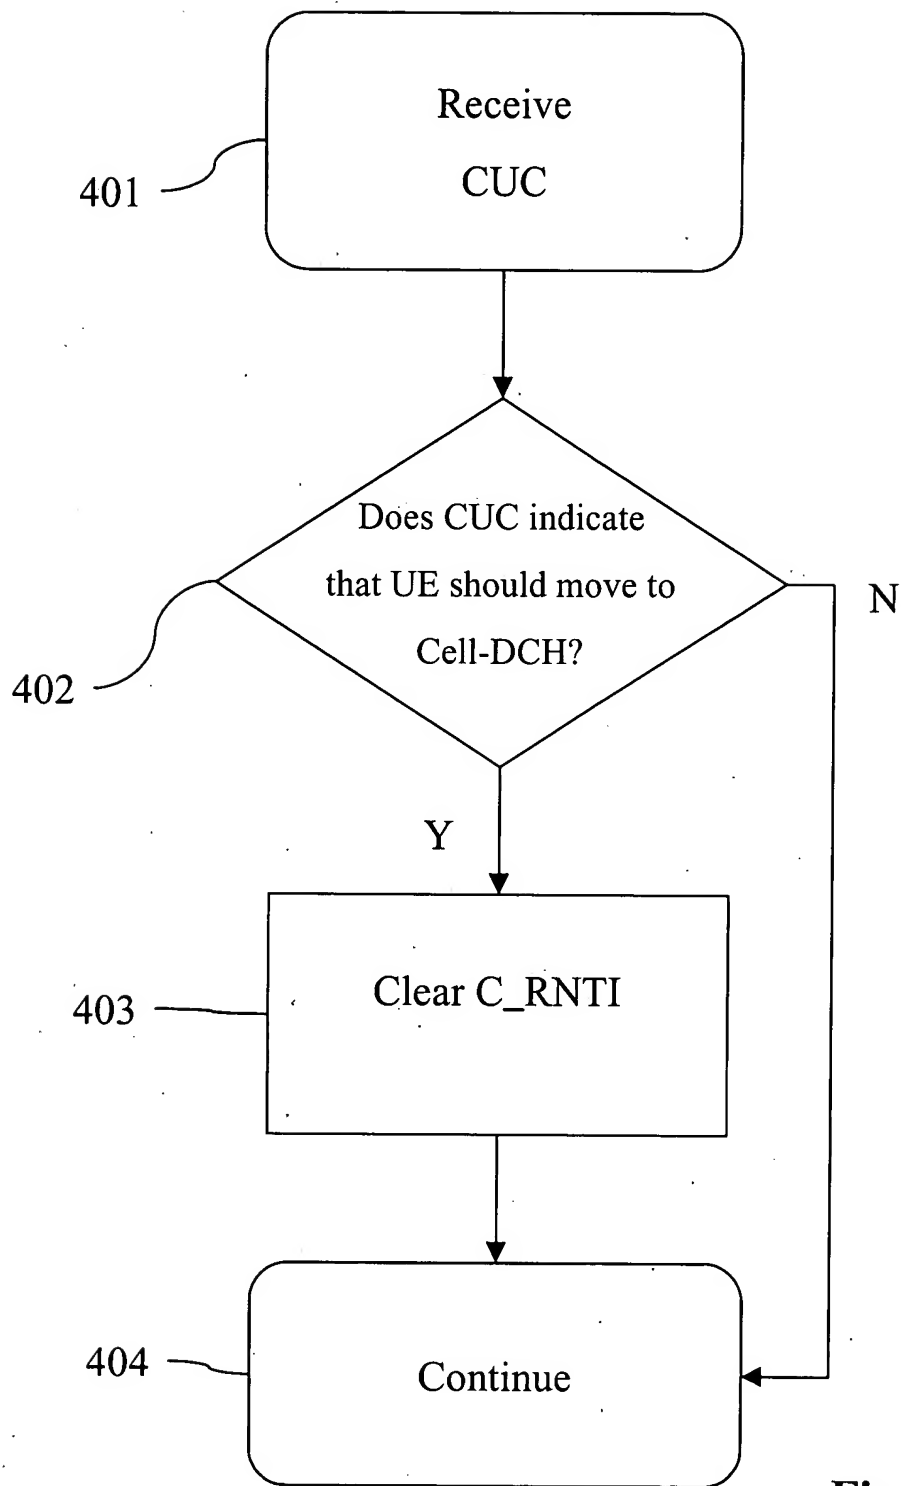 Receive
CUC
401
Does CUC indicate
that UE should move to
Cell-DCH?
N
402
Y
Clear C_RNTI
403
404
Continue